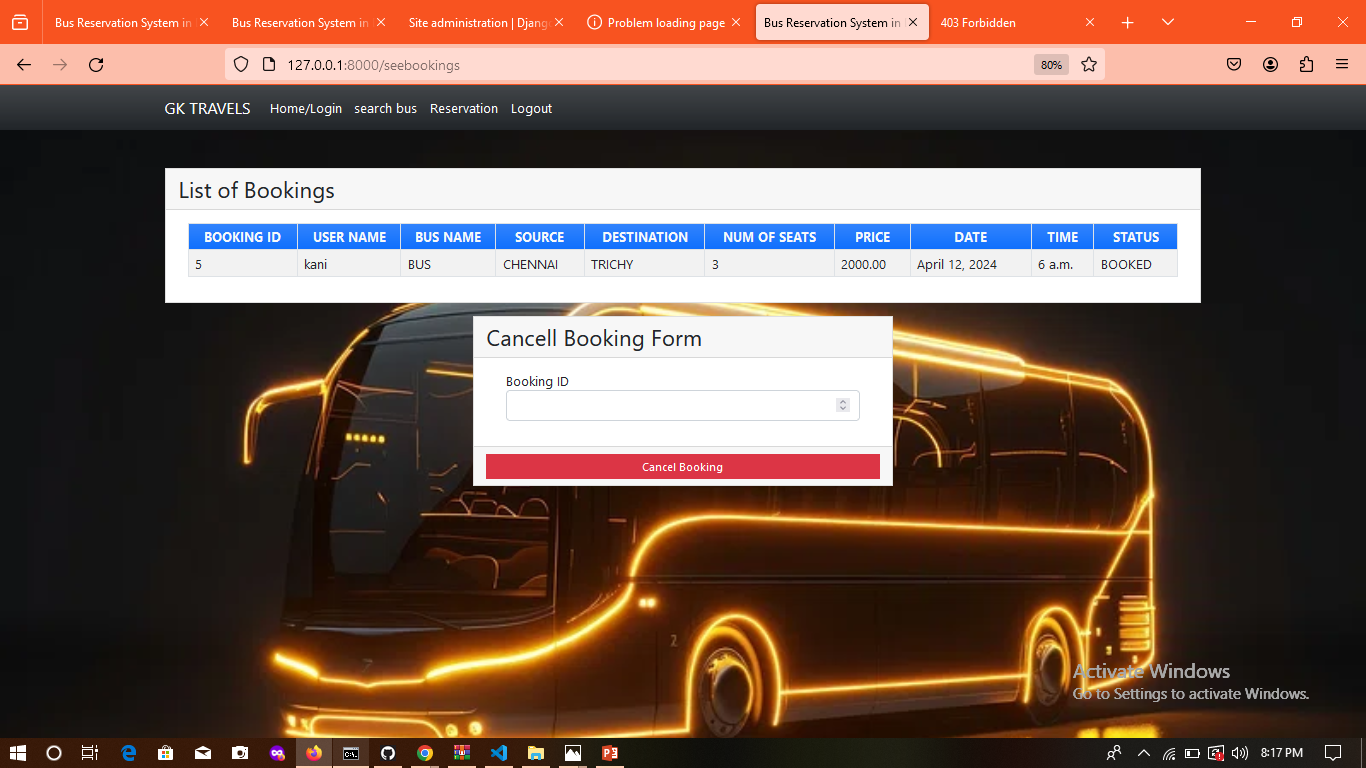 Bus Reservation System in
Bus Reservation System in
Site administration | Djang
Problem loading page
Bus Reservation System in
403 Forbidden
127.0.0.1:8000/seebookings
80%
GK TRAVELS Home/Login search bus Reservation Logout
List of Bookings
BOOKING ID USER NAME BUS NAME SOURCE DESTINATION NUM OF SEATS PRICE DATE TIME STATUS
5 kani BUS CHENNAI TRICHY 3 2000.00 April 12, 2024 6 a.m. BOOKED
Cancell Booking Form
Booking ID
Cancel Booking
Activate Windows
Go to Settings to activate Windows.
8:17 PM